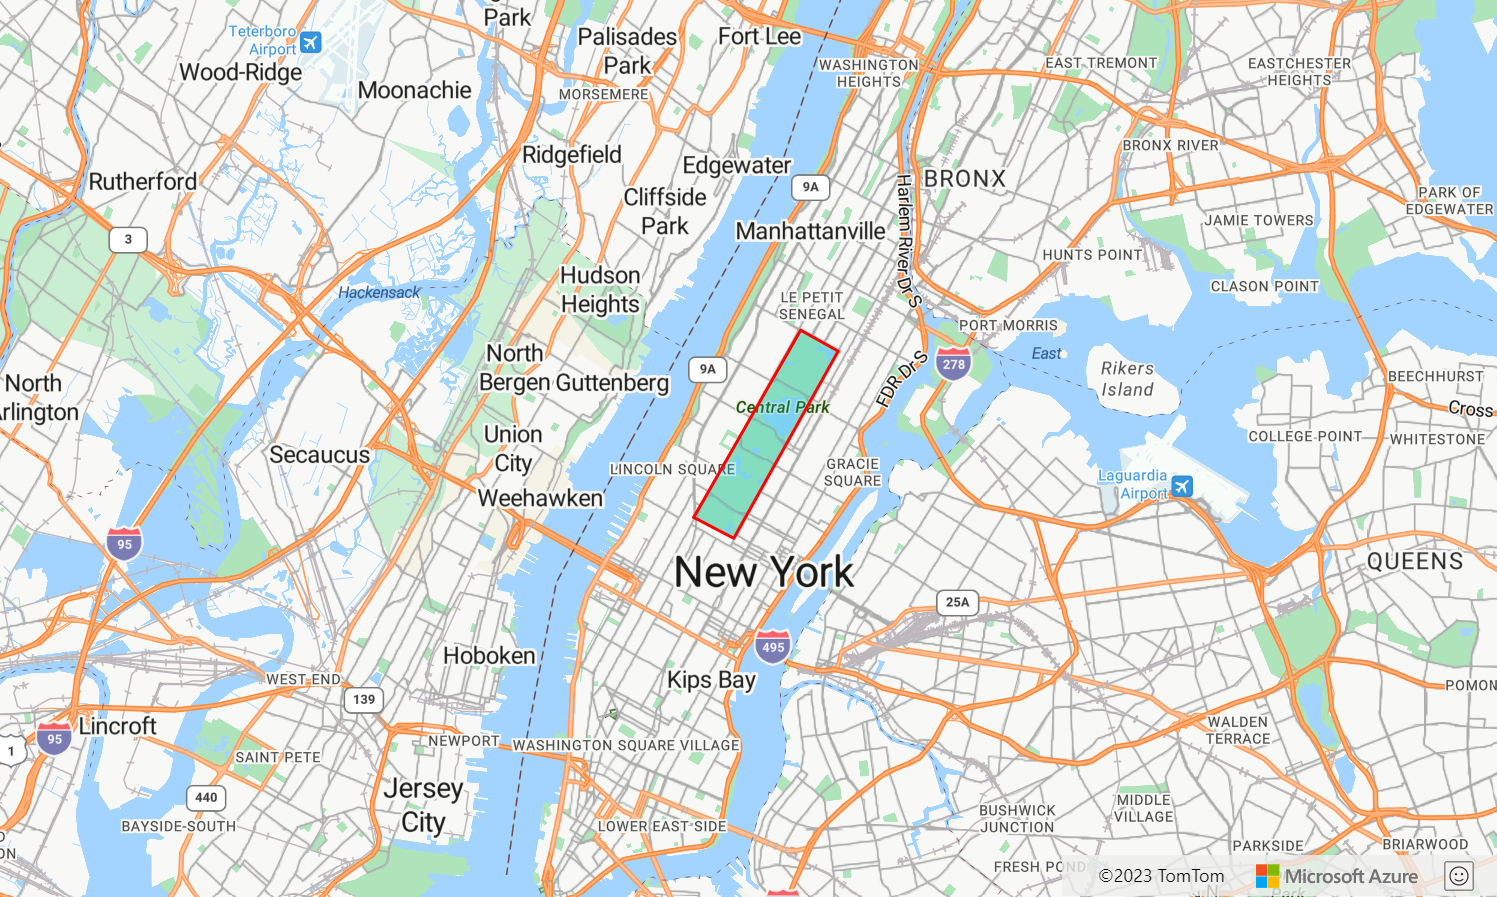 Park
Teterboro
Airport
Palisades
Park
Fort Lee
WASHINGTON
HEIGHTS
EAST TREMONT
EASTCHESTER
HEIGHTS
Wood-Ridge
Moonachie
MORSEMERE
Ridgefield
Edgewater
BRONX RIVER
Rutherford
9A
BRONX
Cliffside
Park
PARK OF
EDGEWATER
3
Manhattanville
Harlem River Dr S
JAMIE TOWERS
HUNTS POINT
Hackensack
Hudson
Heights
LE PETIT
SENEGAL
CLASON POINT
PORT MORRIS
East
North
Bergen
Guttenberg
9A
FDR Dr S
278
Rikers
Island
BEECHHURST
North
Arlington
Central Park
Cross
Union
City
COLLEGE POINT
WHITESTONE
Secaucus
LINCOLN SQUARE
GRACIE
SQUARE
Laguardia
Airport
Weehawken
95
New York
QUEENS
25A
495
Hoboken
Kips Bay
WEST END
139
POMON
Lincroft
95
1
NEWPORT
WASHINGTON SQUARE VILLAGE
WALDEN
TERRACE
SAINT PETE
440
Jersey
City
BAYSIDE-SOUTH
LOWER EAST SIDE
BUSHWICK
JUNCTION
MIDDLE
VILLAGE
PARKSIDE
BRIARWOOD
FRESH POND
©2023 TomTom
Microsoft Azure